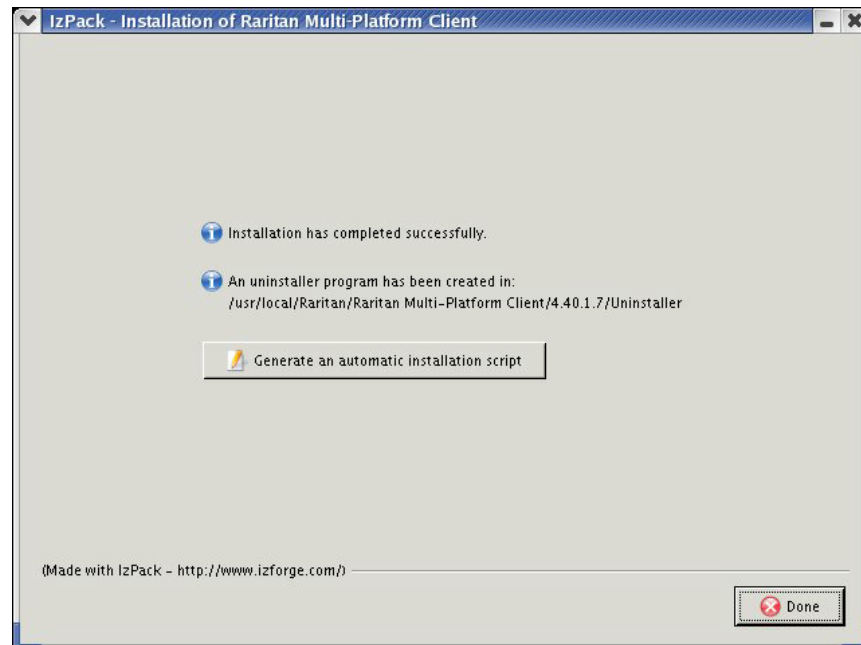 IzPack - Installation of Raritan Multi-Platform Client
Installation has completed successfully.
An uninstaller program has been created in:
/usr/local/Raritan/Raritan Multi-Platform Client/4.40.1.7/Uninstaller
Generate an automatic installation script
(Made with IzPack - http://www.izforge.com/)
Done